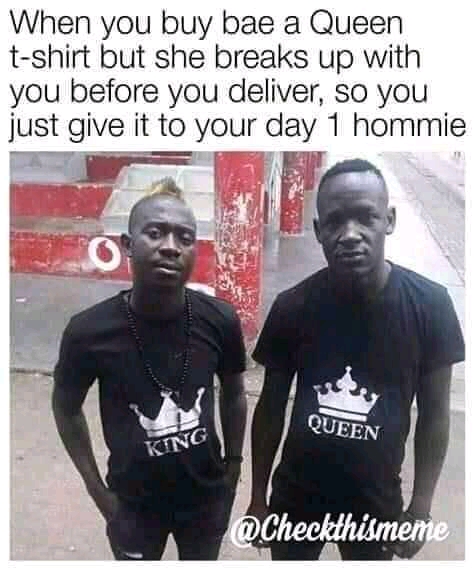 When you buy bae a Queen
t-shirt but she breaks up with
you before you deliver, so you
just give it to your day 1 hommie
KING
QUEEN
@Checkthismeme